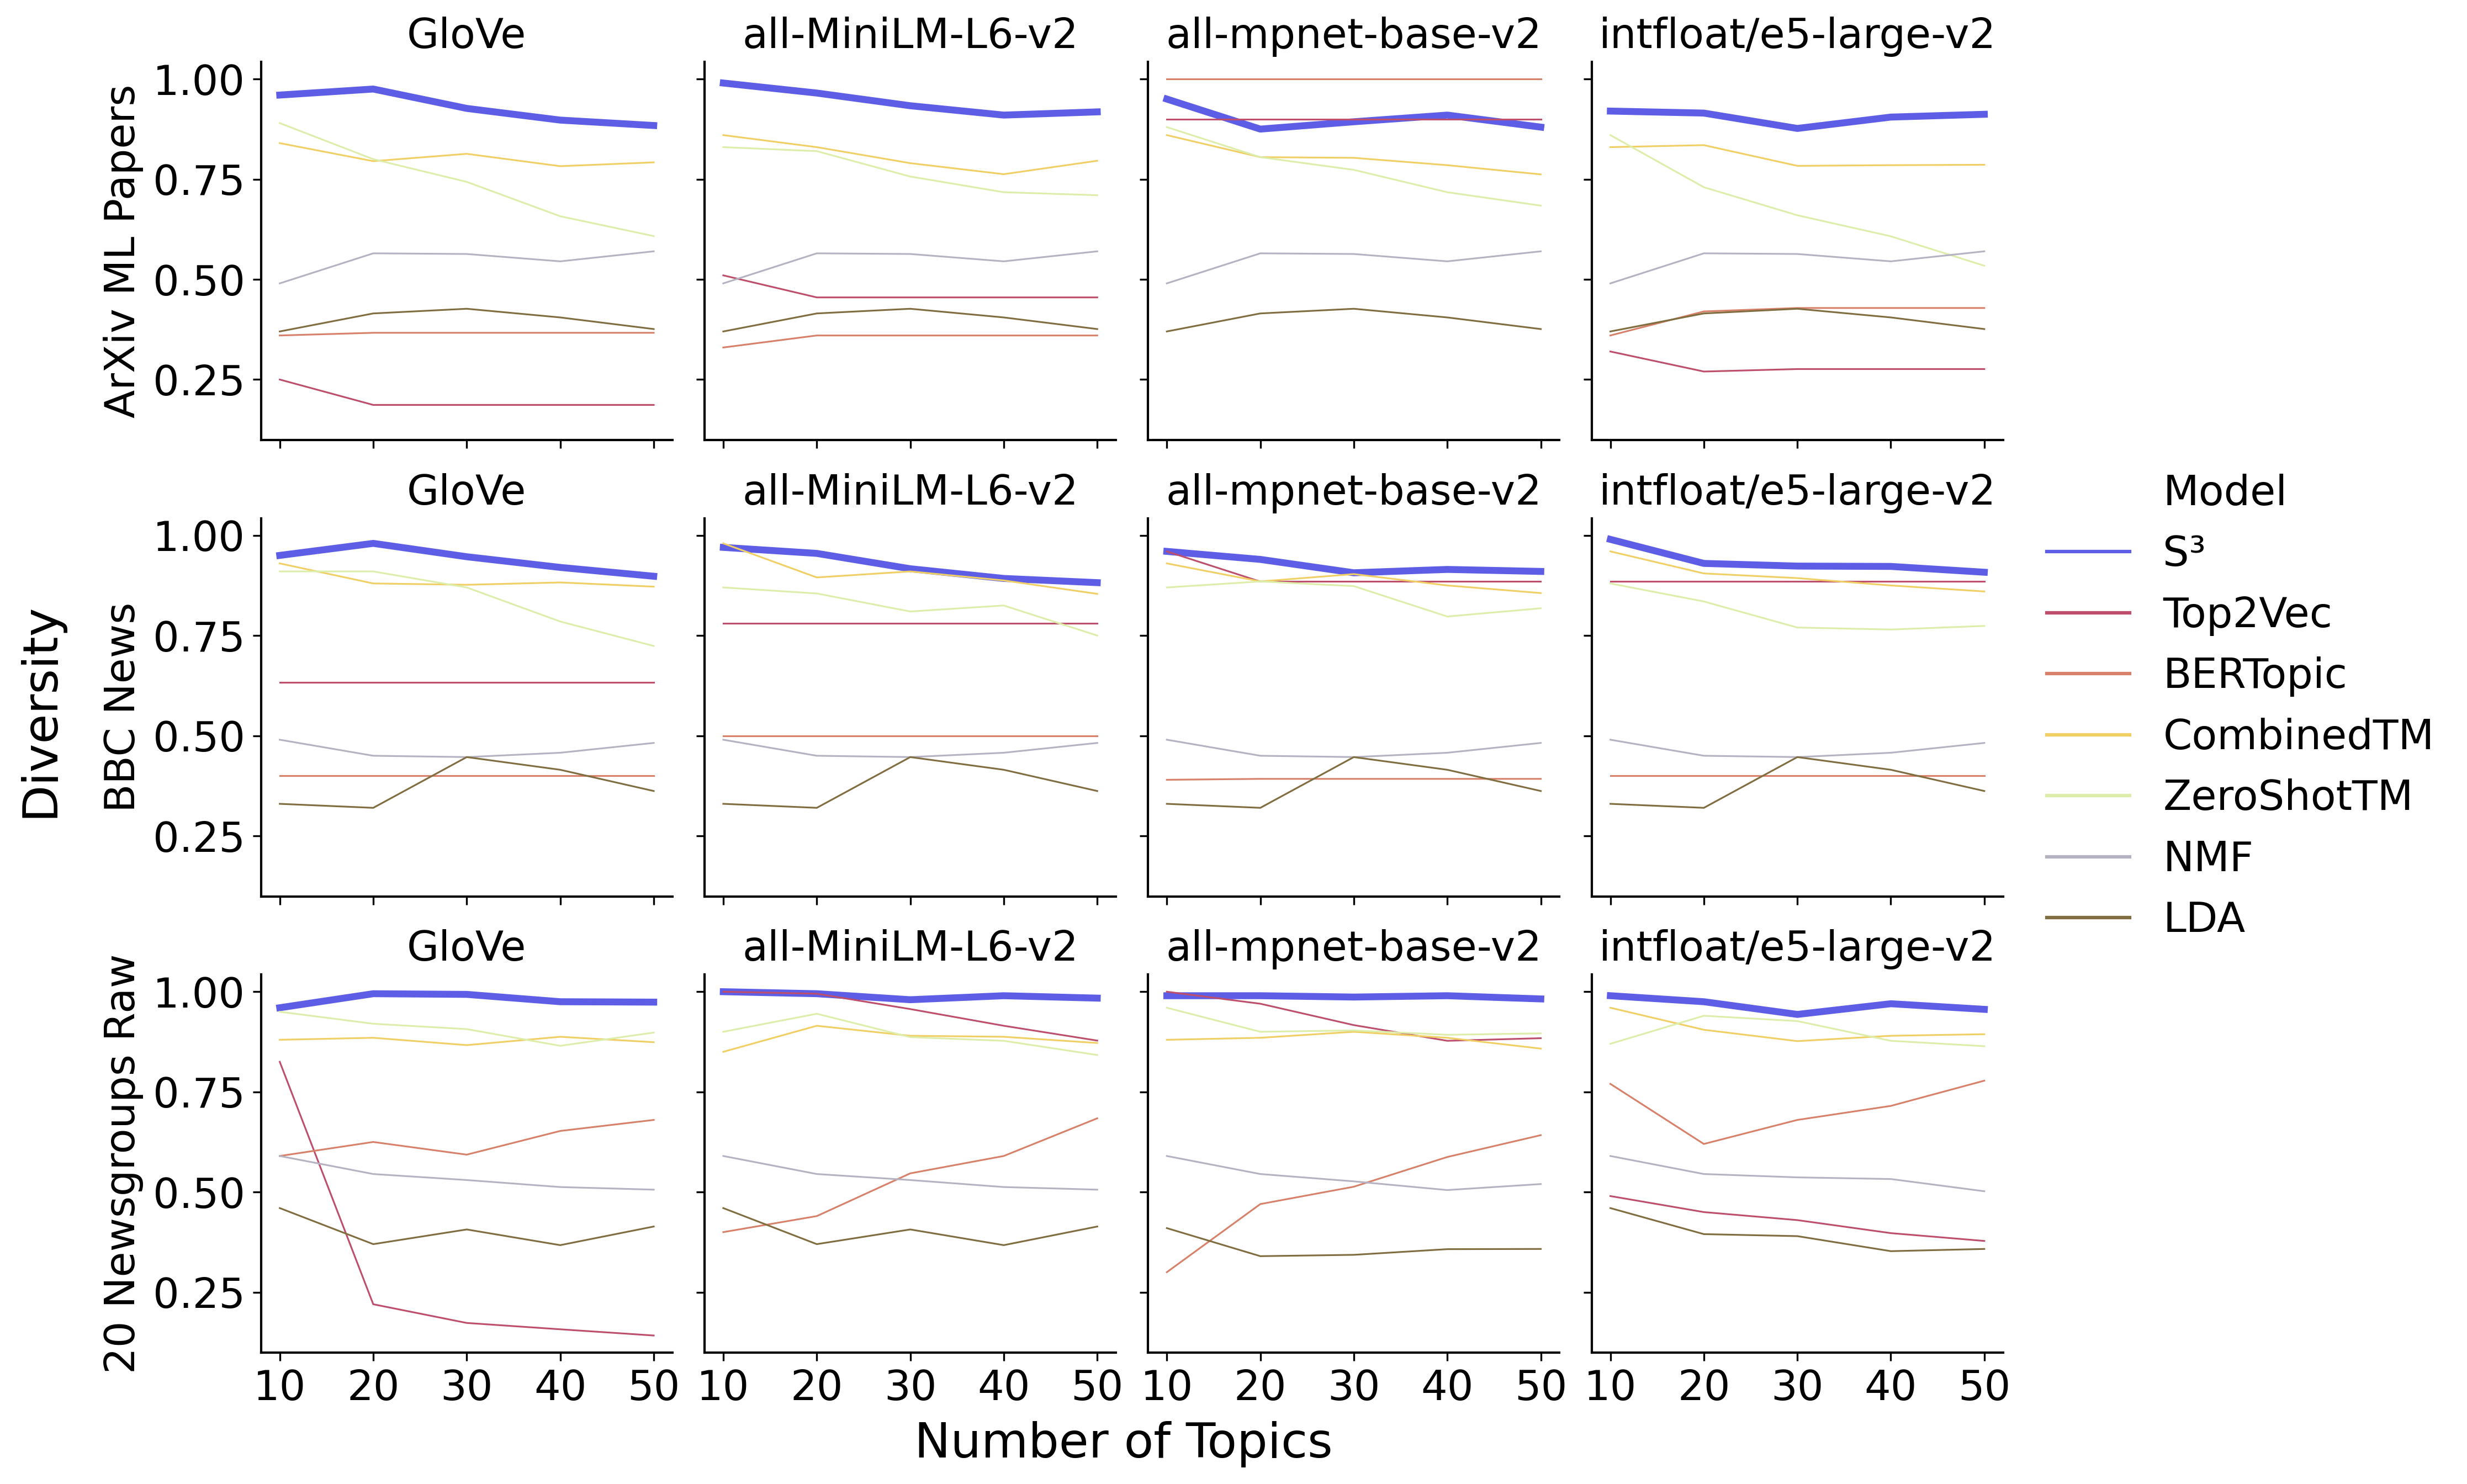 GloVe
all-MiniLM-L6-v2
all-mpnet-base-v2
intfloat/e5-large-v2
ArXiv ML Papers
1.00
0.75
0.50
0.25
GloVe
all-MiniLM-L6-v2
all-mpnet-base-v2
intfloat/e5-large-v2
Diversity
BBC News
1.00
0.75
0.50
0.25
Model
S³
Top2Vec
BERTopic
CombinedTM
ZeroShotTM
NMF
LDA
GloVe
all-MiniLM-L6-v2
all-mpnet-base-v2
intfloat/e5-large-v2
20 Newsgroups Raw
1.00
0.75
0.50
0.25
10 20 30 40 50
10 20 30 40 50
10 20 30 40 50
10 20 30 40 50
Number of Topics